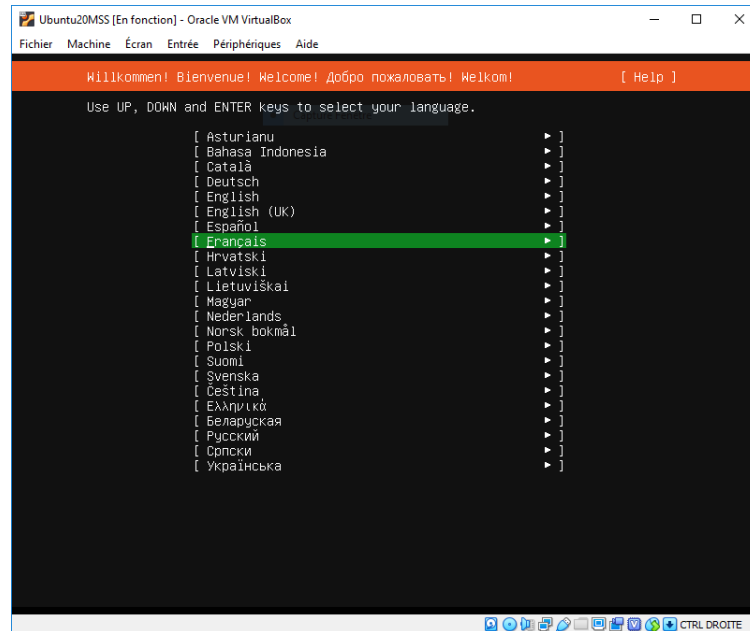 Ubuntu20MSS [En fonction] - Oracle VM VirtualBox
Fichier Machine Écran Entrée Périphériques Aide
Willkommen! Bienvenue! Welcome! Добро пожаловать! Welkom! [ Help ]
Use UP, DOWN and ENTER keys to select your language.
Capture Fenêtre
[ Asturianu ► ]
[ Bahasa Indonesia ► ]
[ Català ► ]
[ Deutsch ► ]
[ English ► ]
[ English (UK) ► ]
[ Español ► ]
[ Français ► ]
[ Hrvatski ► ]
[ Latviski ► ]
[ Lietuviškai ► ]
[ Magyar ► ]
[ Nederlands ► ]
[ Norsk bokmål ► ]
[ Polski ► ]
[ Suomi ► ]
[ Svenska ► ]
[ Čeština ► ]
[ Ελληνικά ► ]
[ Беларуская ► ]
[ Русский ► ]
[ Српски ► ]
[ Українська ► ]
CTRL DROITE